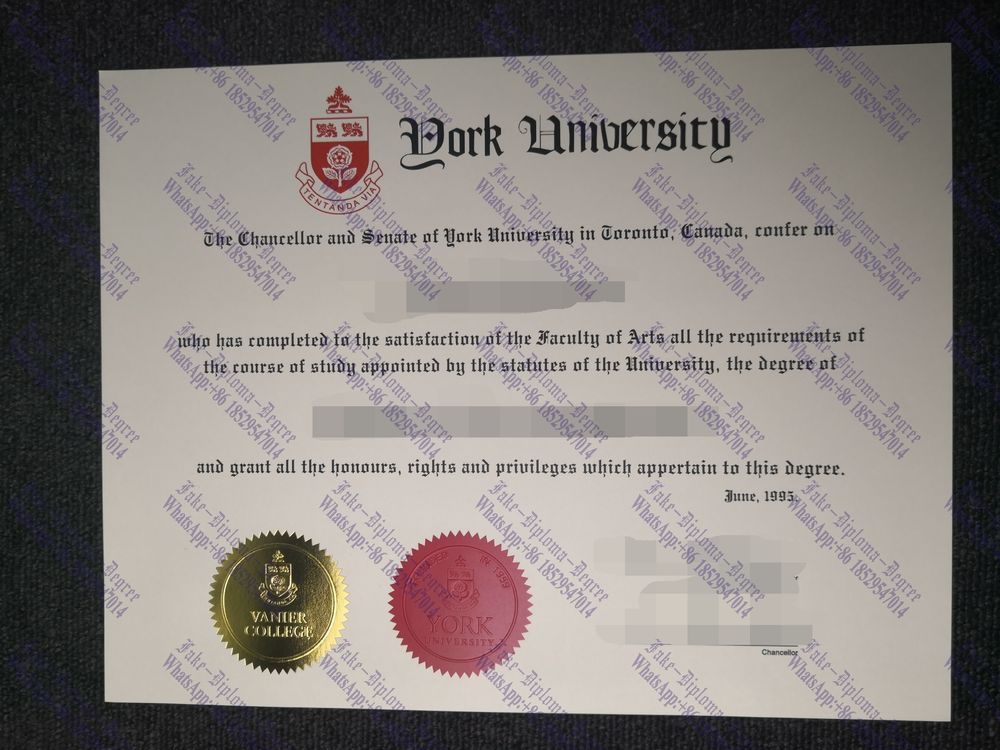 York University
TENTANDA VIA
The Chancellor and Senate of York University in Toronto, Canada, confer on
who has completed to the satisfaction of the Faculty of Arts all the requirements of
the course of study appointed by the statutes of the University, the degree of
and grant all the honours, rights and privileges which appertain to this degree.
June, 1995.
VANIER
COLLEGE
IN 1959
YORK
UNIVERSITY
Chancellor
Fake-Diploma-Degree
WhatsApp:+86 18529547014